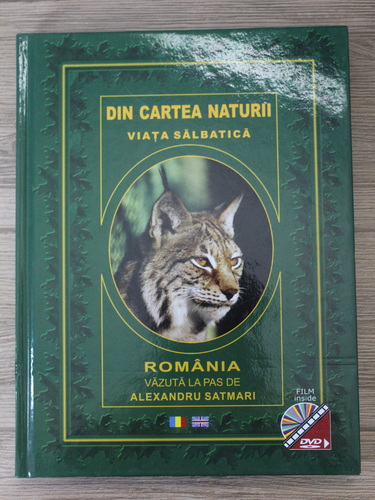 DIN CARTEA NATURII
VIAȚA SĂLBATICĂ
ROMÂNIA
VĂZUTĂ LA PAS DE
ALEXANDRU SATMARI
FILM
inside
DVD